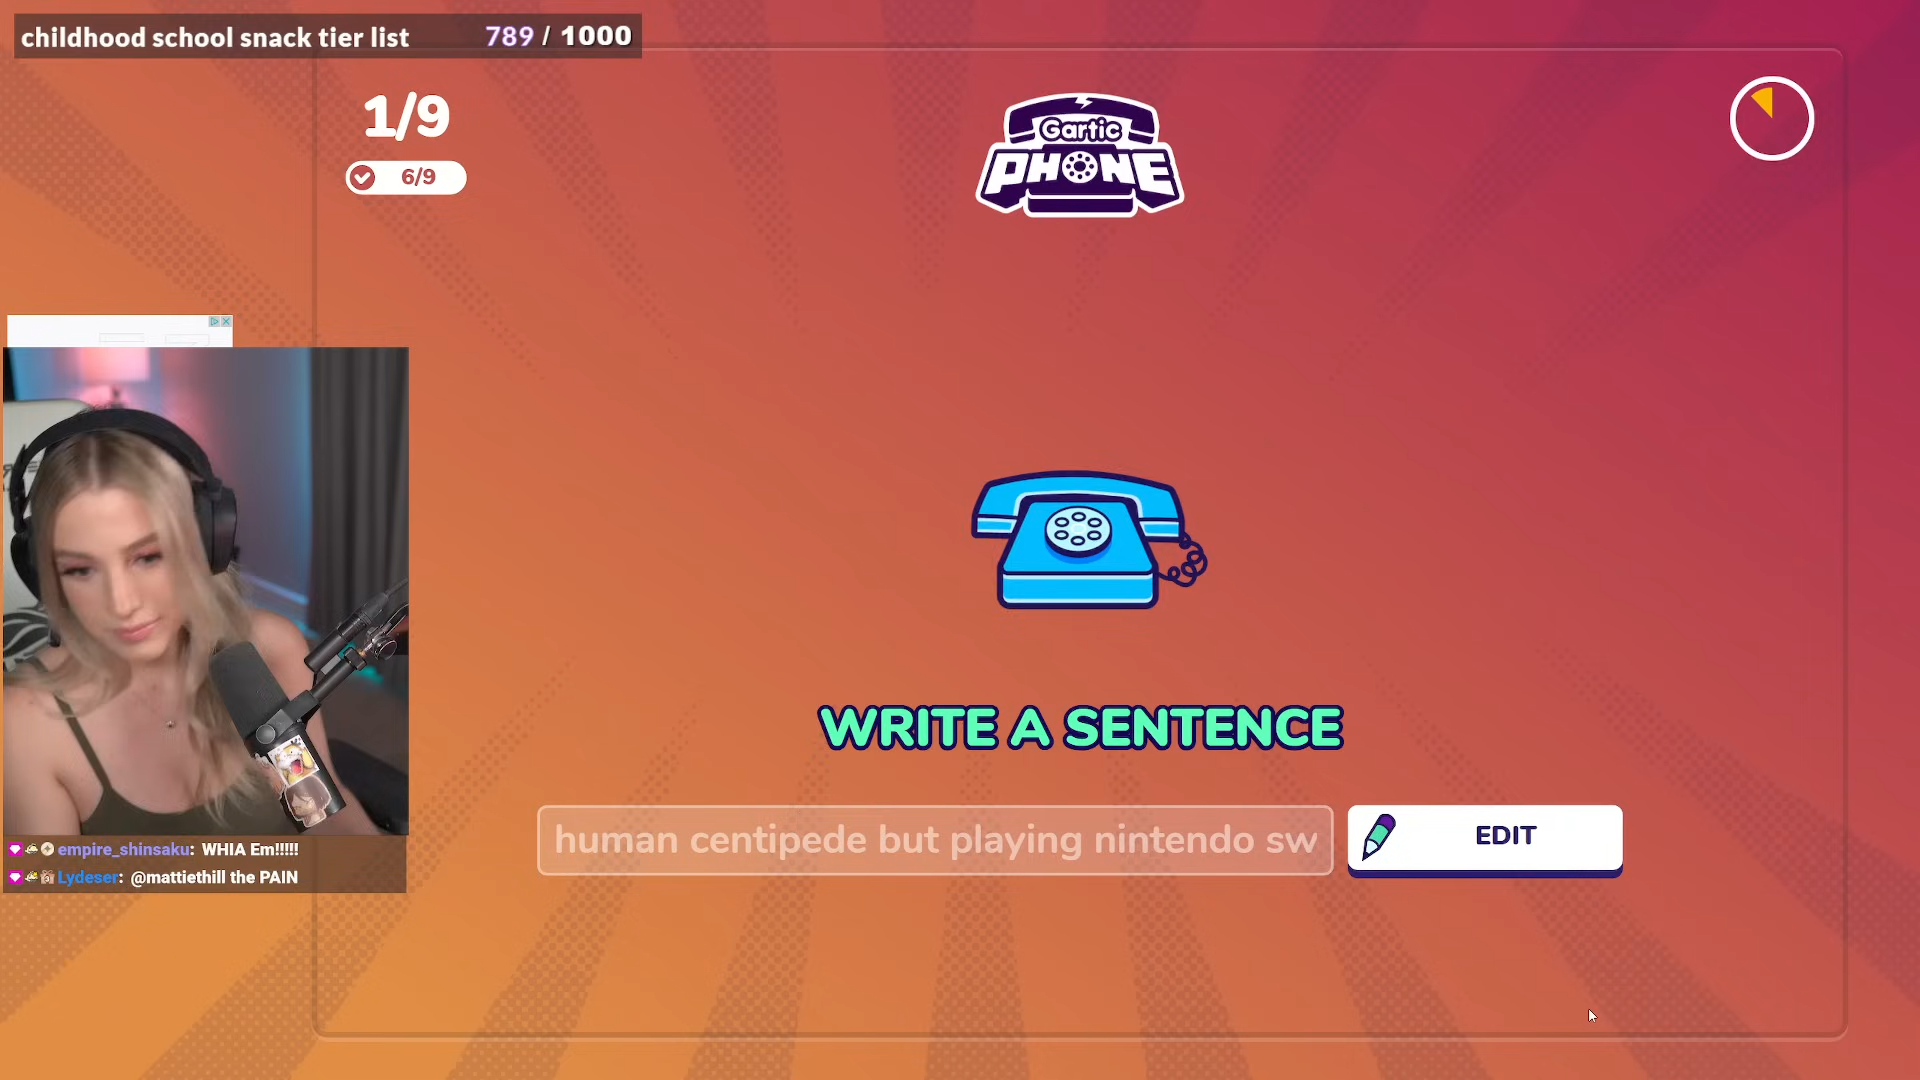 childhood school snack tier list 789 / 1000
1/9
6/9
Gartic
PHONE
WRITE A SENTENCE
human centipede but playing nintendo sw
EDIT
empire_shinsaku: WHIA Em!!!!!
Lydeser: @mattiethill the PAIN